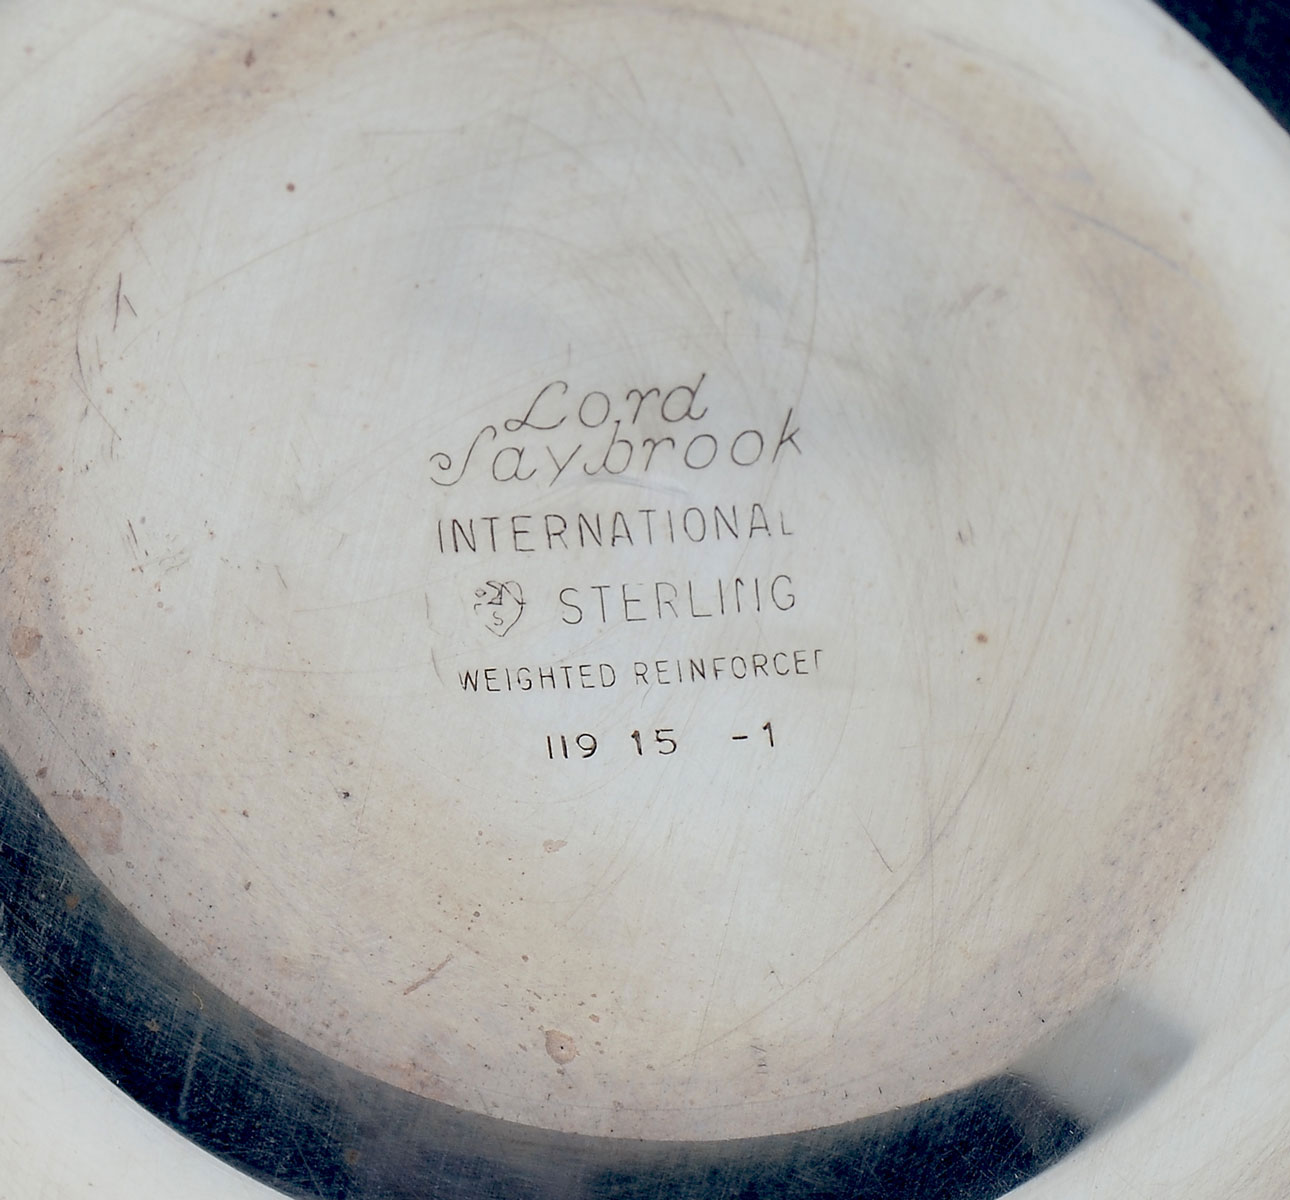 Lord
Saybrook
INTERNATIONAL
S STERLING
WEIGHTED REINFORCED
119 15 -1